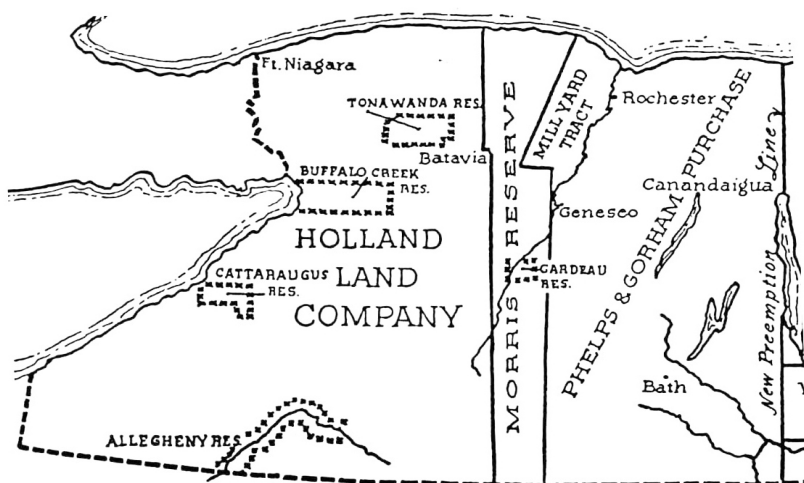 Ft. Niagara
TONAWANDA RES.
Batavia
BUFFALO CREEK
RES.
HOLLAND
LAND
COMPANY
CATTARAUGUS
RES.
ALLEGHENY RES.
MORRIS RESERVE
MILL YARD
TRACT
Rochester
PHELPS & GORHAM PURCHASE
Canandaigua
Geneseo
GARDEAU
RES.
Bath
New Preemption Line